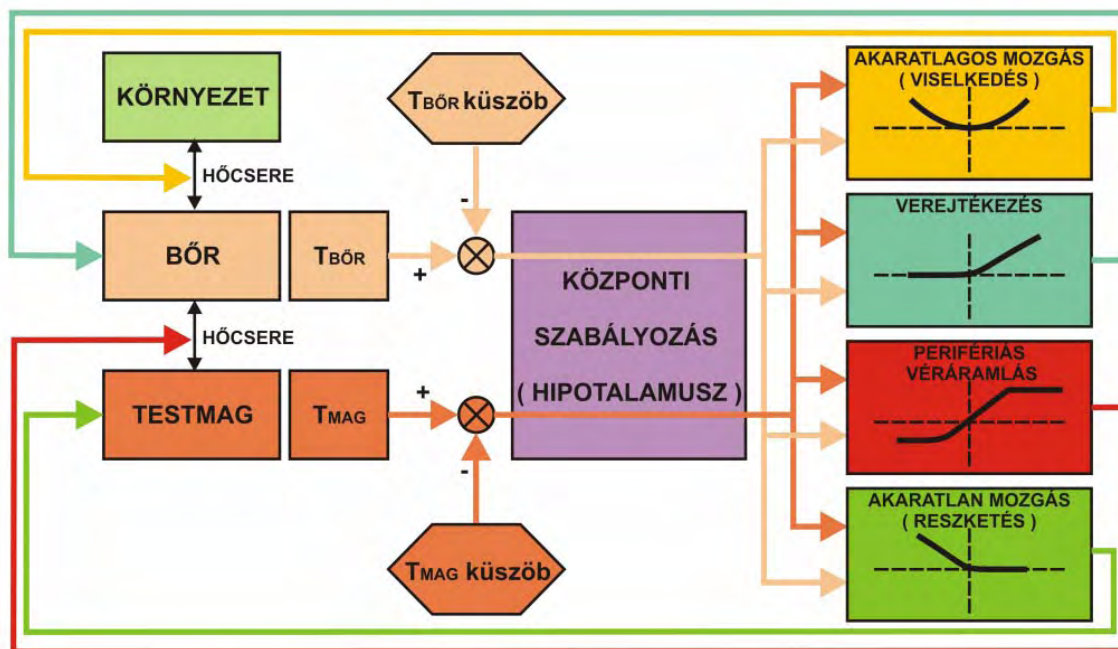 KÖRNYEZET
HŐCSERE
BŐR
TBŐR
HŐCSERE
TESTMAG
TMAG
TBŐR küszöb
-
+
+
-
TMAG küszöb
KÖZPONTI
SZABÁLYOZÁS
( HIPOTALAMUSZ )
AKARATLAGOS MOZGÁS
( VISELKEDÉS )
VEREJTÉKEZÉS
PERIFÉRIÁS
VÉRÁRAMLÁS
AKARATLAN MOZGÁS
( RESZKETÉS )